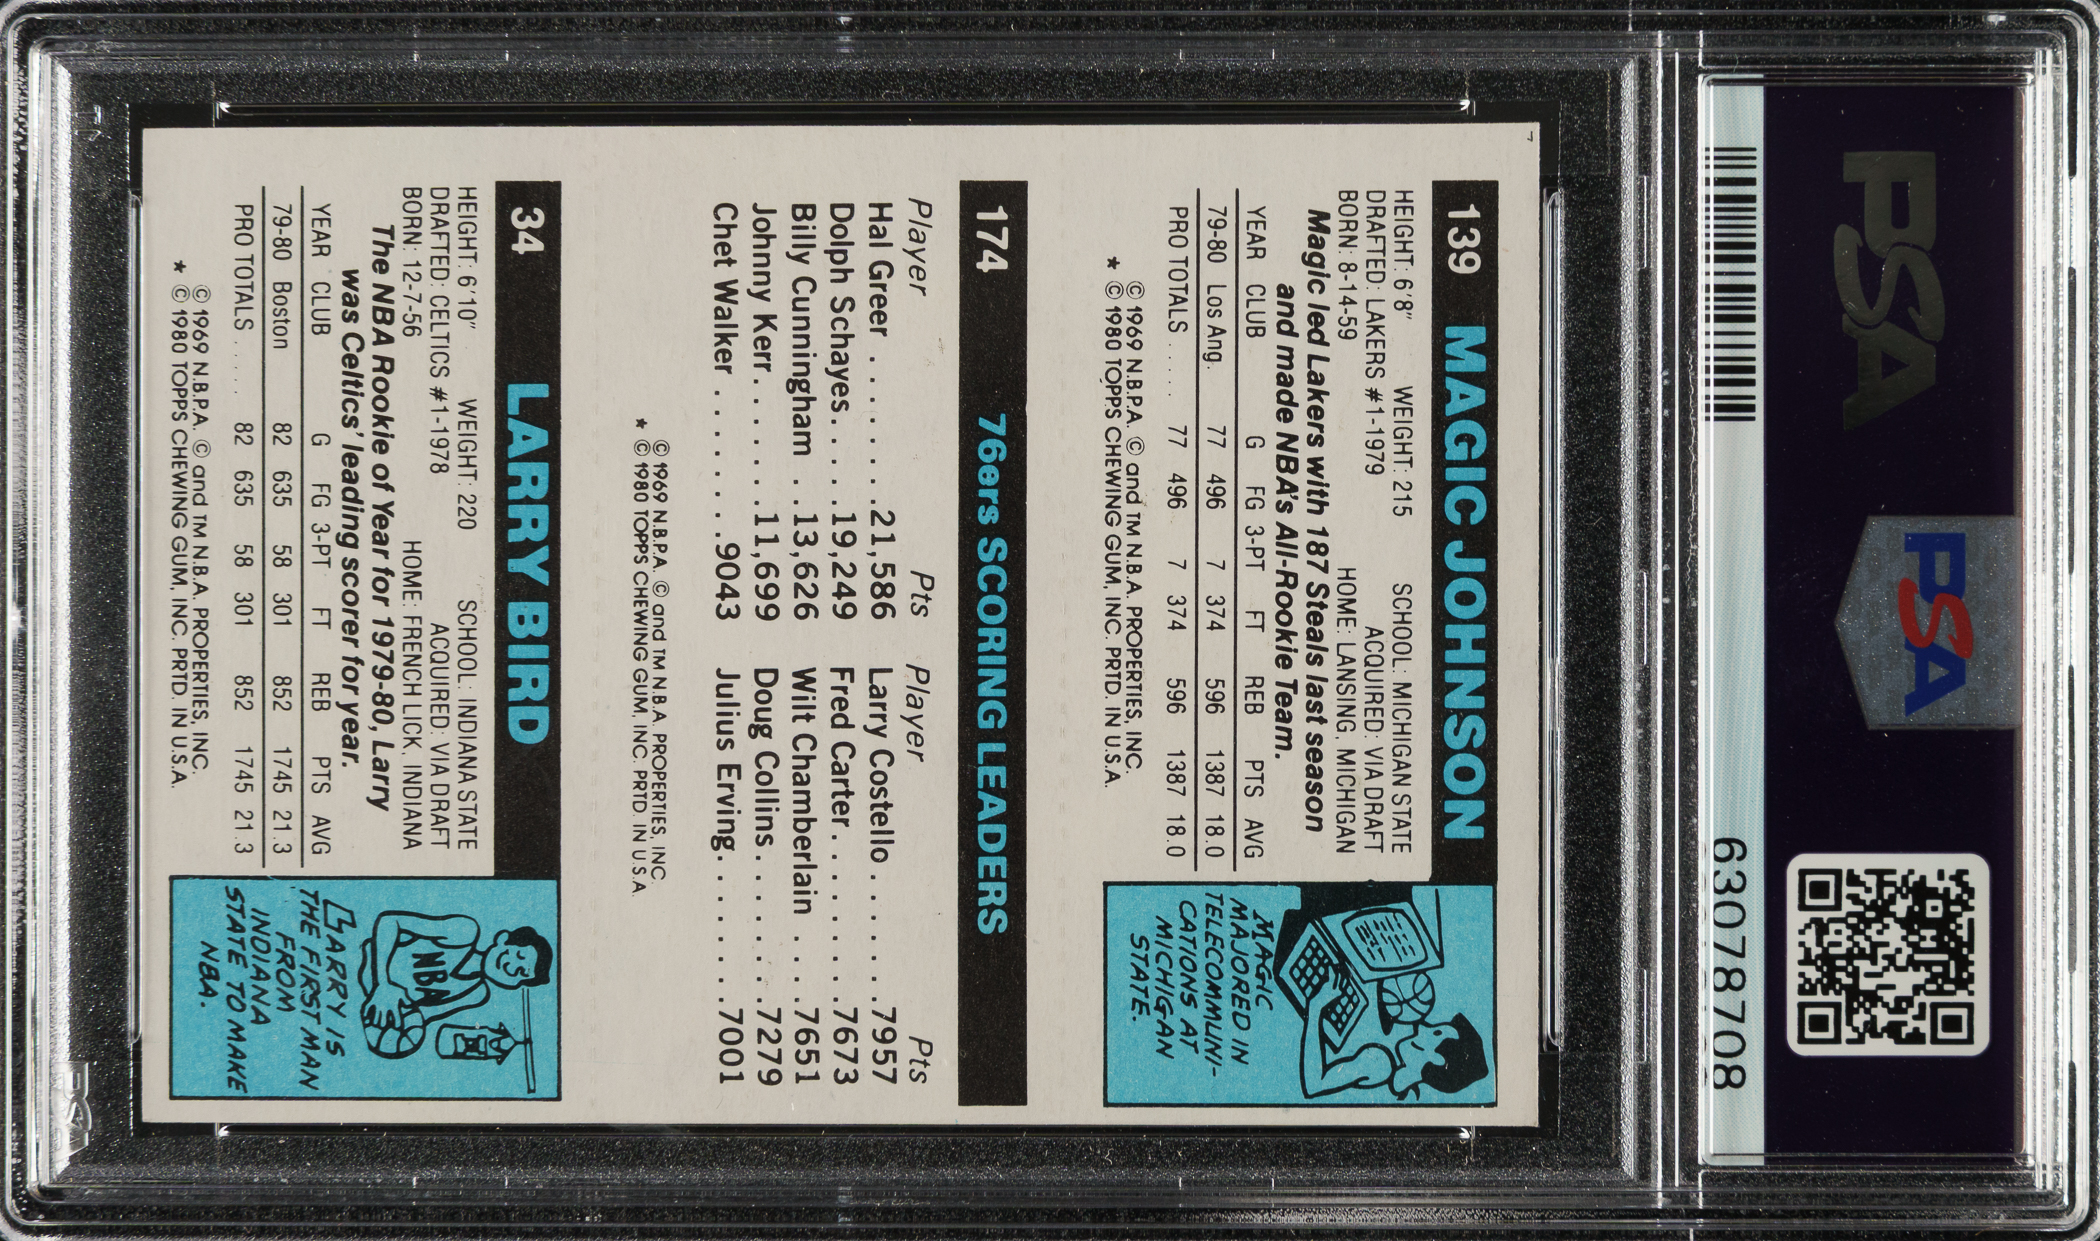 PSA
PSA
63078708
7
139 MAGIC JOHNSON
HEIGHT: 6'8" WEIGHT: 215 SCHOOL: MICHIGAN STATE
DRAFTED: LAKERS #1-1979 ACQUIRED: VIA DRAFT
BORN: 8-14-59 HOME: LANSING, MICHIGAN
Magic led Lakers with 187 Steals last season
and made NBA's All-Rookie Team.
YEAR CLUB G FG 3-PT FT REB PTS AVG
79-80 Los Ang. 77 496 7 374 596 1387 18.0
PRO TOTALS .... 77 496 7 374 596 1387 18.0
© 1969 N.B.P.A. © and TM N.B.A. PROPERTIES, INC.
* © 1980 TOPPS CHEWING GUM, INC. PRTD. IN U.S.A.
MAGIC
MAJORED IN
TELECOMMUNI-
CATIONS AT
MICHIGAN
STATE.
174 76ers SCORING LEADERS
Player Pts Player Pts
Hal Greer ........21,586 Larry Costello .......7957
Dolph Schayes.....19,249 Fred Carter.........7673
Billy Cunningham ..13,626 Wilt Chamberlain ....7651
Johnny Kerr.......11,699 Doug Collins.......7279
Chet Walker ........9043 Julius Erving........7001
© 1969 N.B.P.A. © and TM N.B.A. PROPERTIES, INC.
* © 1980 TOPPS CHEWING GUM, INC. PRTD. IN U.S.A
34 LARRY BIRD
HEIGHT: 6'10" WEIGHT: 220 SCHOOL: INDIANA STATE
DRAFTED: CELTICS #1-1978 ACQUIRED: VIA DRAFT
BORN: 12-7-56 HOME: FRENCH LICK, INDIANA
The NBA Rookie of Year for 1979-80, Larry
was Celtics' leading scorer for year.
YEAR CLUB G FG 3-PT FT REB PTS AVG
79-80 Boston 82 635 58 301 852 1745 21.3
PRO TOTALS ..... 82 635 58 301 852 1745 21.3
© 1969 N.B.P.A. © and TM N.B.A. PROPERTIES, INC.
* © 1980 TOPPS CHEWING GUM, INC. PRTD. IN U.S.A.
NBA
LARRY IS
THE FIRST MAN
FROM
INDIANA
STATE TO MAKE
NBA.
PSA